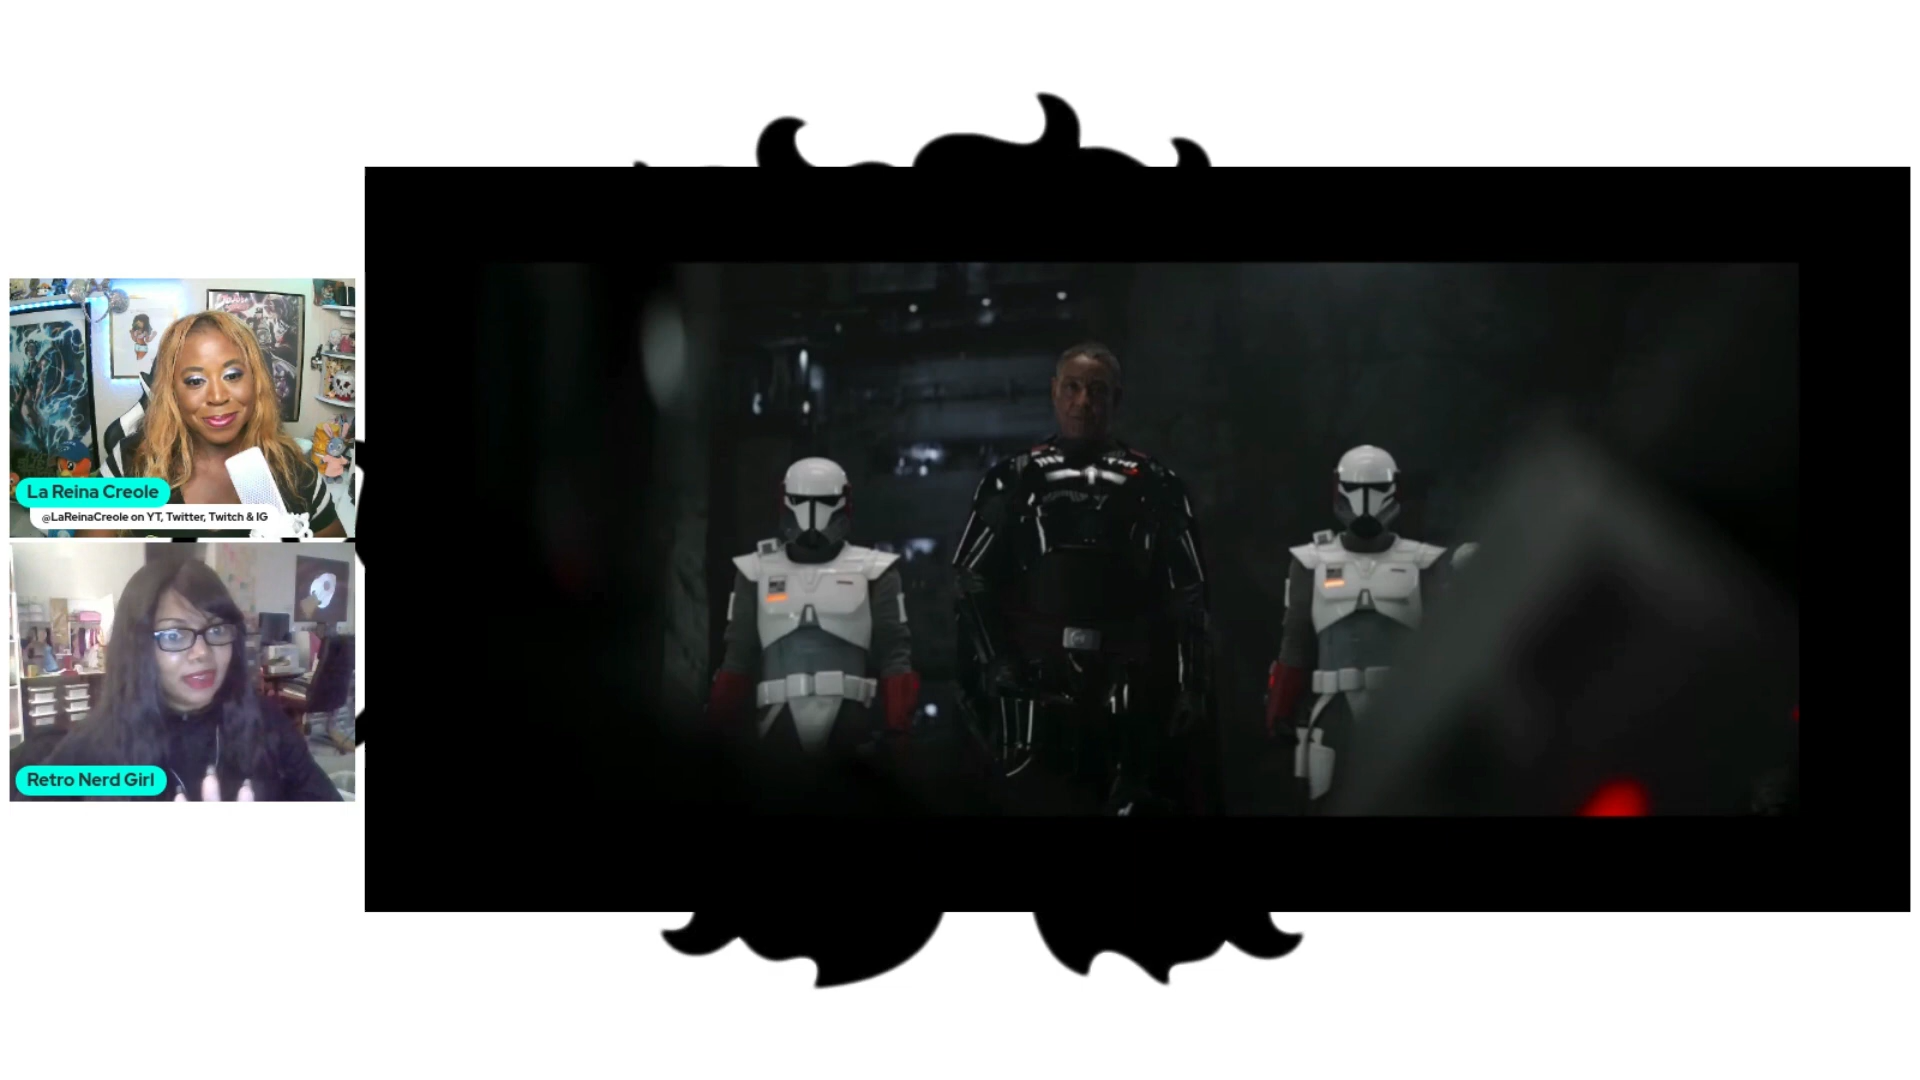 La Reina Creole
@LaReinaCreole on YT, Twitter, Twitch & IG
Retro Nerd Girl